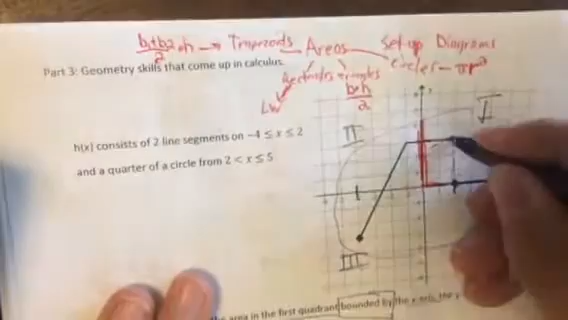 b1+b2/2 · h → Trapezoids Areas Set-up Diagrams
Part 3: Geometry skills that come up in calculus.
Rectangles triangles circles - πr²
LW
b·h/2
h(x) consists of 2 line segments on −4 ≤ x ≤ 2
and a quarter of a circle from 2 < x ≤ 5
II
I
III
area in the first quadrant bounded by the x-axis, the y